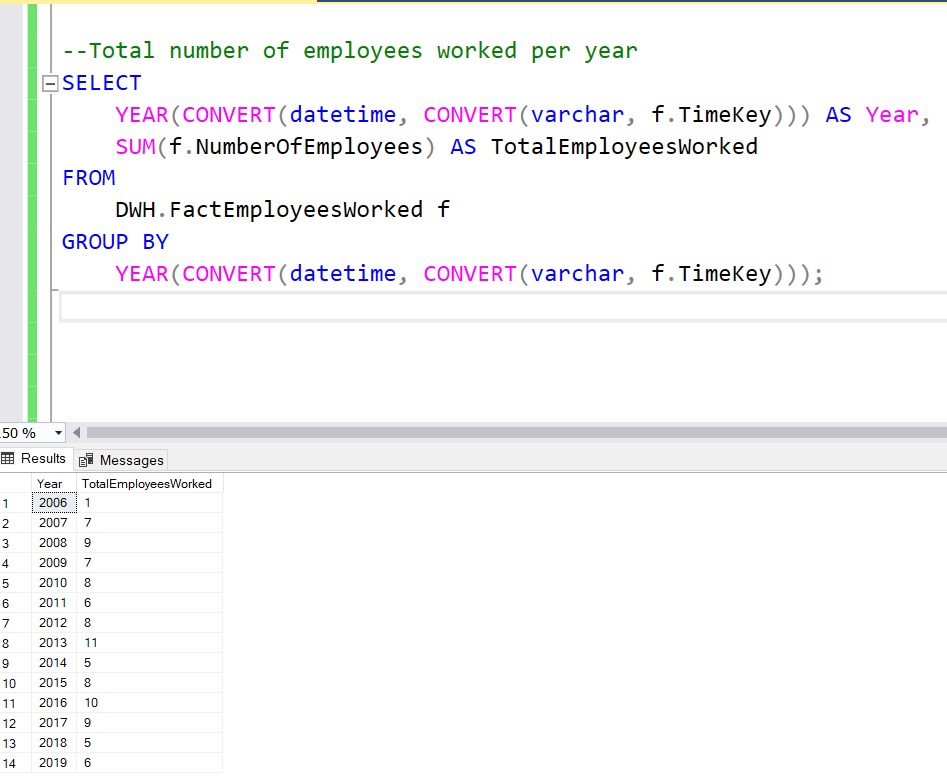 --Total number of employees worked per year
SELECT
YEAR(CONVERT(datetime, CONVERT(varchar, f.TimeKey))) AS Year,
SUM(f.NumberOfEmployees) AS TotalEmployeesWorked
FROM
DWH.FactEmployeesWorked f
GROUP BY
YEAR(CONVERT(datetime, CONVERT(varchar, f.TimeKey)));
.50 %
Results Messages
Year TotalEmployeesWorked
1 2006 1
2 2007 7
3 2008 9
4 2009 7
5 2010 8
6 2011 6
7 2012 8
8 2013 11
9 2014 5
10 2015 8
11 2016 10
12 2017 9
13 2018 5
14 2019 6